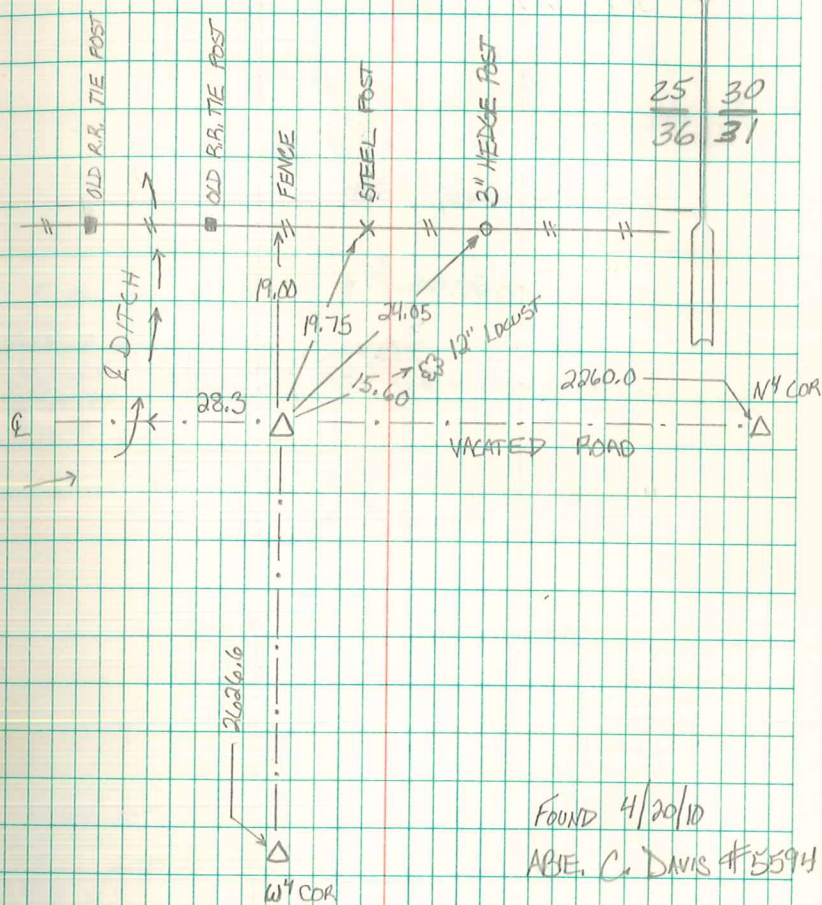 OLD R.R. TIE POST
OLD R.R. TIE POST
FENCE
STEEL POST
3" HEDGE POST
25 30
36 31
19.00
19.75
24.05
15.60
12" LOCUST
℄ DITCH
28.3
℄
2260.0
N¼ COR
VACATED ROAD
2626.6
W¼ COR
FOUND 4/20/10
ABIE. C. DAVIS #5594